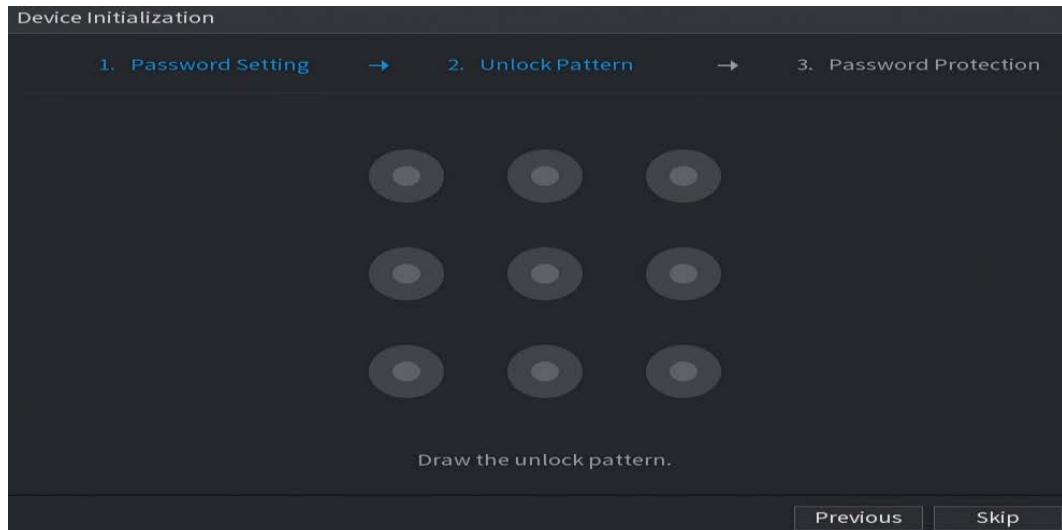 Device Initialization
1. Password Setting → 2. Unlock Pattern → 3. Password Protection
Draw the unlock pattern.
Previous Skip